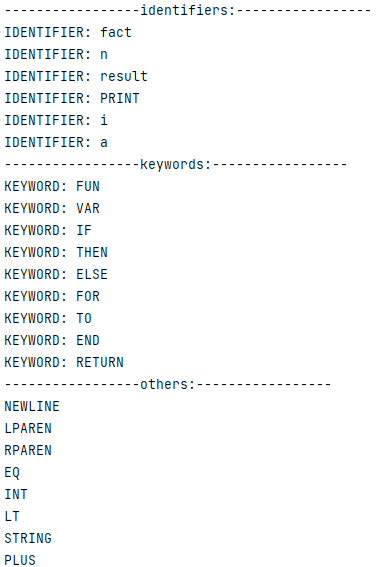 -----------------identifiers:-----------------
IDENTIFIER: fact
IDENTIFIER: n
IDENTIFIER: result
IDENTIFIER: PRINT
IDENTIFIER: i
IDENTIFIER: a
-----------------keywords:-----------------
KEYWORD: FUN
KEYWORD: VAR
KEYWORD: IF
KEYWORD: THEN
KEYWORD: ELSE
KEYWORD: FOR
KEYWORD: TO
KEYWORD: END
KEYWORD: RETURN
-----------------others:-----------------
NEWLINE
LPAREN
RPAREN
EQ
INT
LT
STRING
PLUS